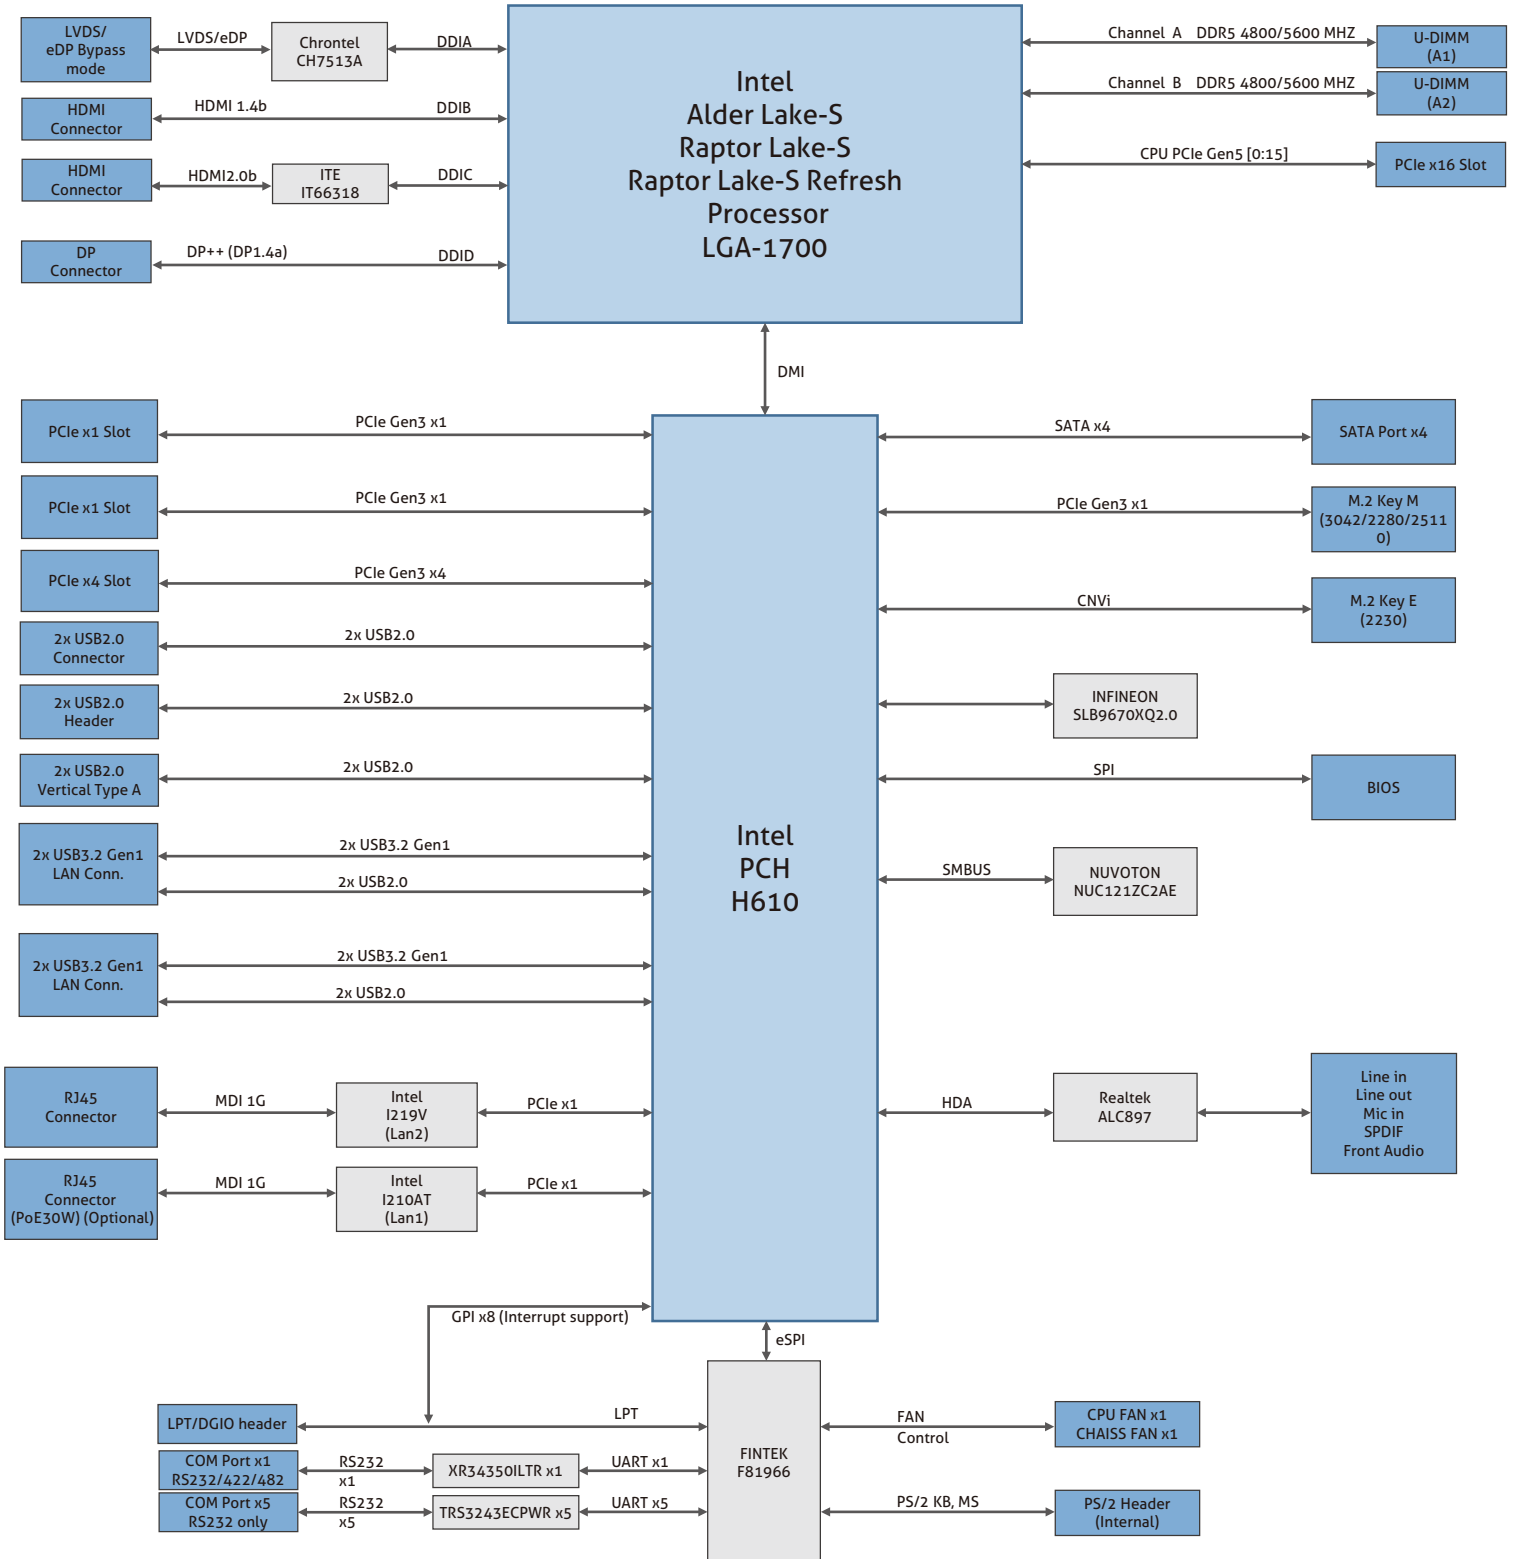 LVDS/
eDP Bypass
mode
LVDS/eDP
Chrontel
CH7513A
DDIA
HDMI
Connector
HDMI 1.4b
DDIB
HDMI
Connector
HDMI2.0b
ITE
IT66318
DDIC
DP
Connector
DP++ (DP1.4a)
DDID
Intel
Alder Lake-S
Raptor Lake-S
Raptor Lake-S Refresh
Processor
LGA-1700
Channel A DDR5 4800/5600 MHZ
U-DIMM
(A1)
Channel B DDR5 4800/5600 MHZ
U-DIMM
(A2)
CPU PCIe Gen5 [0:15]
PCIe x16 Slot
DMI
PCIe x1 Slot
PCIe Gen3 x1
PCIe x1 Slot
PCIe Gen3 x1
PCIe x4 Slot
PCIe Gen3 x4
2x USB2.0
Connector
2x USB2.0
2x USB2.0
Header
2x USB2.0
2x USB2.0
Vertical Type A
2x USB2.0
2x USB3.2 Gen1
LAN Conn.
2x USB3.2 Gen1
2x USB2.0
2x USB3.2 Gen1
LAN Conn.
2x USB3.2 Gen1
2x USB2.0
RJ45
Connector
MDI 1G
Intel
I219V
(Lan2)
PCIe x1
RJ45
Connector
(PoE30W) (Optional)
MDI 1G
Intel
I210AT
(Lan1)
PCIe x1
Intel
PCH
H610
SATA x4
SATA Port x4
PCIe Gen3 x1
M.2 Key M
(3042/2280/2511
0)
CNVi
M.2 Key E
(2230)
INFINEON
SLB9670XQ2.0
SPI
BIOS
SMBUS
NUVOTON
NUC121ZC2AE
HDA
Realtek
ALC897
Line in
Line out
Mic in
SPDIF
Front Audio
GPI x8 (Interrupt support)
eSPI
LPT/DGIO header
LPT
COM Port x1
RS232/422/482
RS232
x1
XR34350ILTR x1
UART x1
COM Port x5
RS232 only
RS232
x5
TRS3243ECPWR x5
UART x5
FINTEK
F81966
FAN
Control
CPU FAN x1
CHAISS FAN x1
PS/2 KB, MS
PS/2 Header
(Internal)